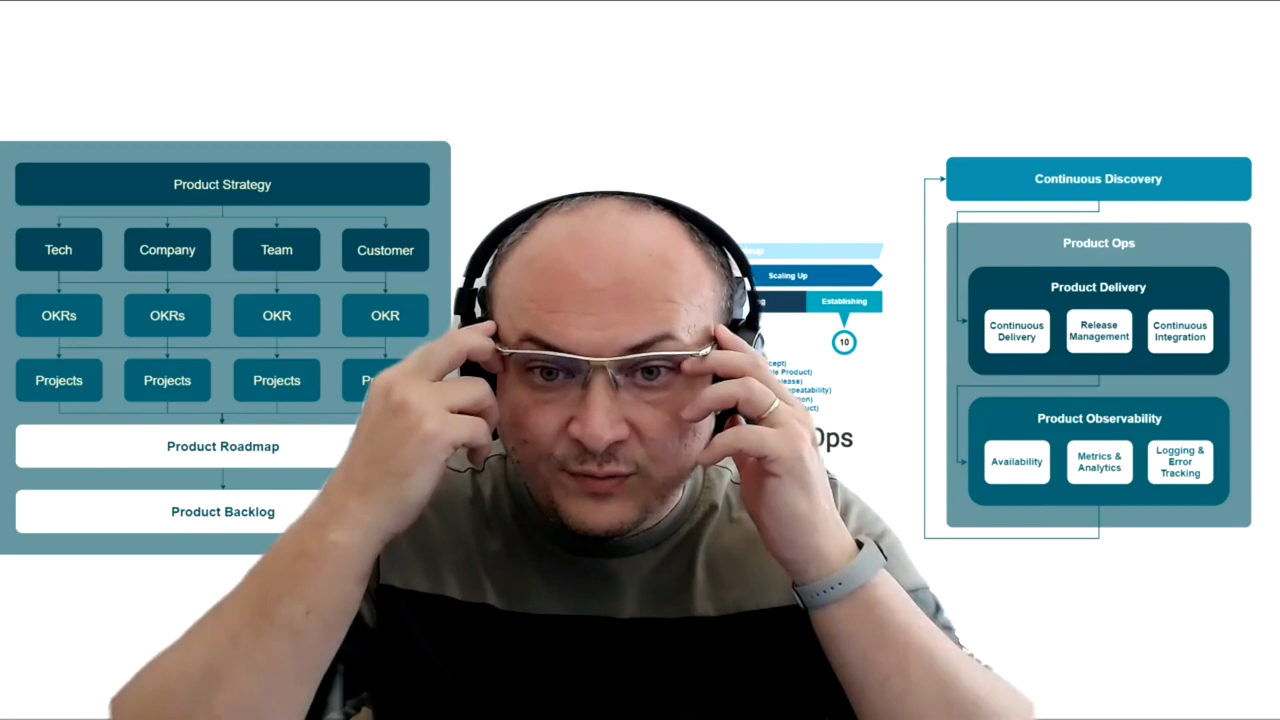 Product Strategy
Tech
Company
Team
Customer
OKRs
OKRs
OKR
OKR
Projects
Projects
Projects
Product Roadmap
Product Backlog
Scaling Up
Establishing
10
Continuous Discovery
Product Ops
Product Delivery
Continuous
Delivery
Release
Management
Continuous
Integration
Product Observability
Availability
Metrics &
Analytics
Logging &
Error
Tracking